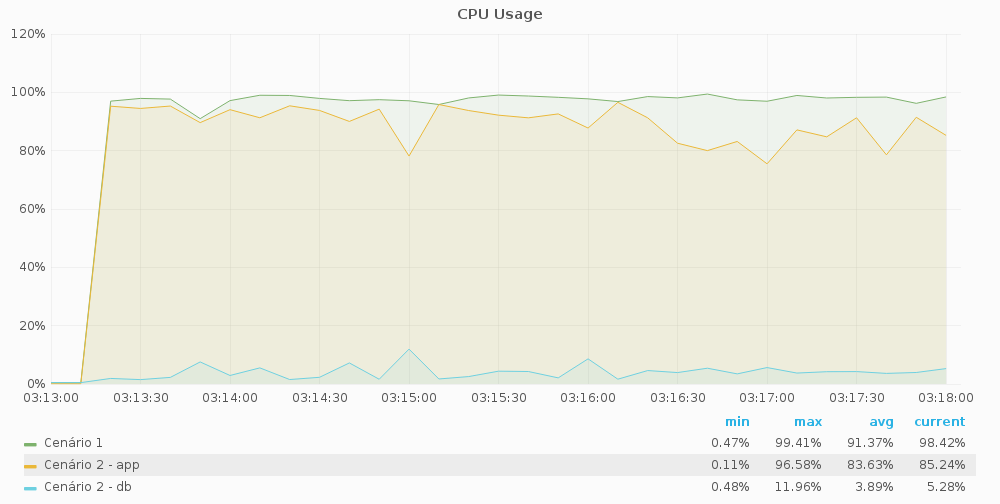 CPU Usage
120%
100%
80%
60%
40%
20%
0%
03:13:00 03:13:30 03:14:00 03:14:30 03:15:00 03:15:30 03:16:00 03:16:30 03:17:00 03:17:30 03:18:00
min max avg current
Cenário 1 0.47% 99.41% 91.37% 98.42%
Cenário 2 - app 0.11% 96.58% 83.63% 85.24%
Cenário 2 - db 0.48% 11.96% 3.89% 5.28%